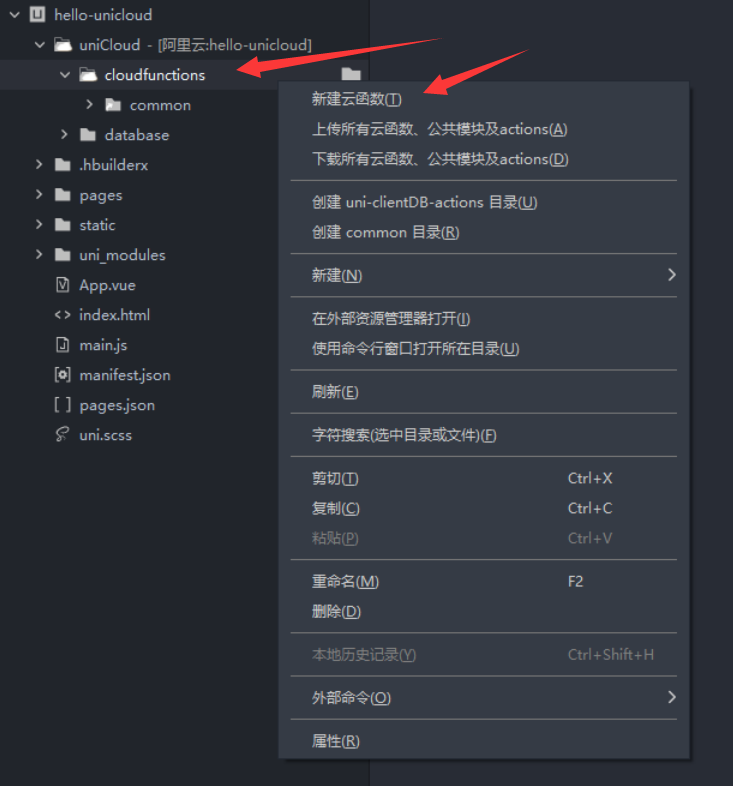 hello-unicloud
uniCloud - [阿里云:hello-unicloud]
cloudfunctions
common
database
.hbuilderx
pages
static
uni_modules
App.vue
index.html
main.js
manifest.json
pages.json
uni.scss
新建云函数(T)
上传所有云函数、公共模块及actions(A)
下载所有云函数、公共模块及actions(D)
创建 uni-clientDB-actions 目录(U)
创建 common 目录(R)
新建(N)
在外部资源管理器打开(I)
使用命令行窗口打开所在目录(U)
刷新(E)
字符搜索(选中目录或文件)(F)
剪切(T) Ctrl+X
复制(C) Ctrl+C
粘贴(P) Ctrl+V
重命名(M) F2
删除(D)
本地历史记录(Y) Ctrl+Shift+H
外部命令(O)
属性(R)